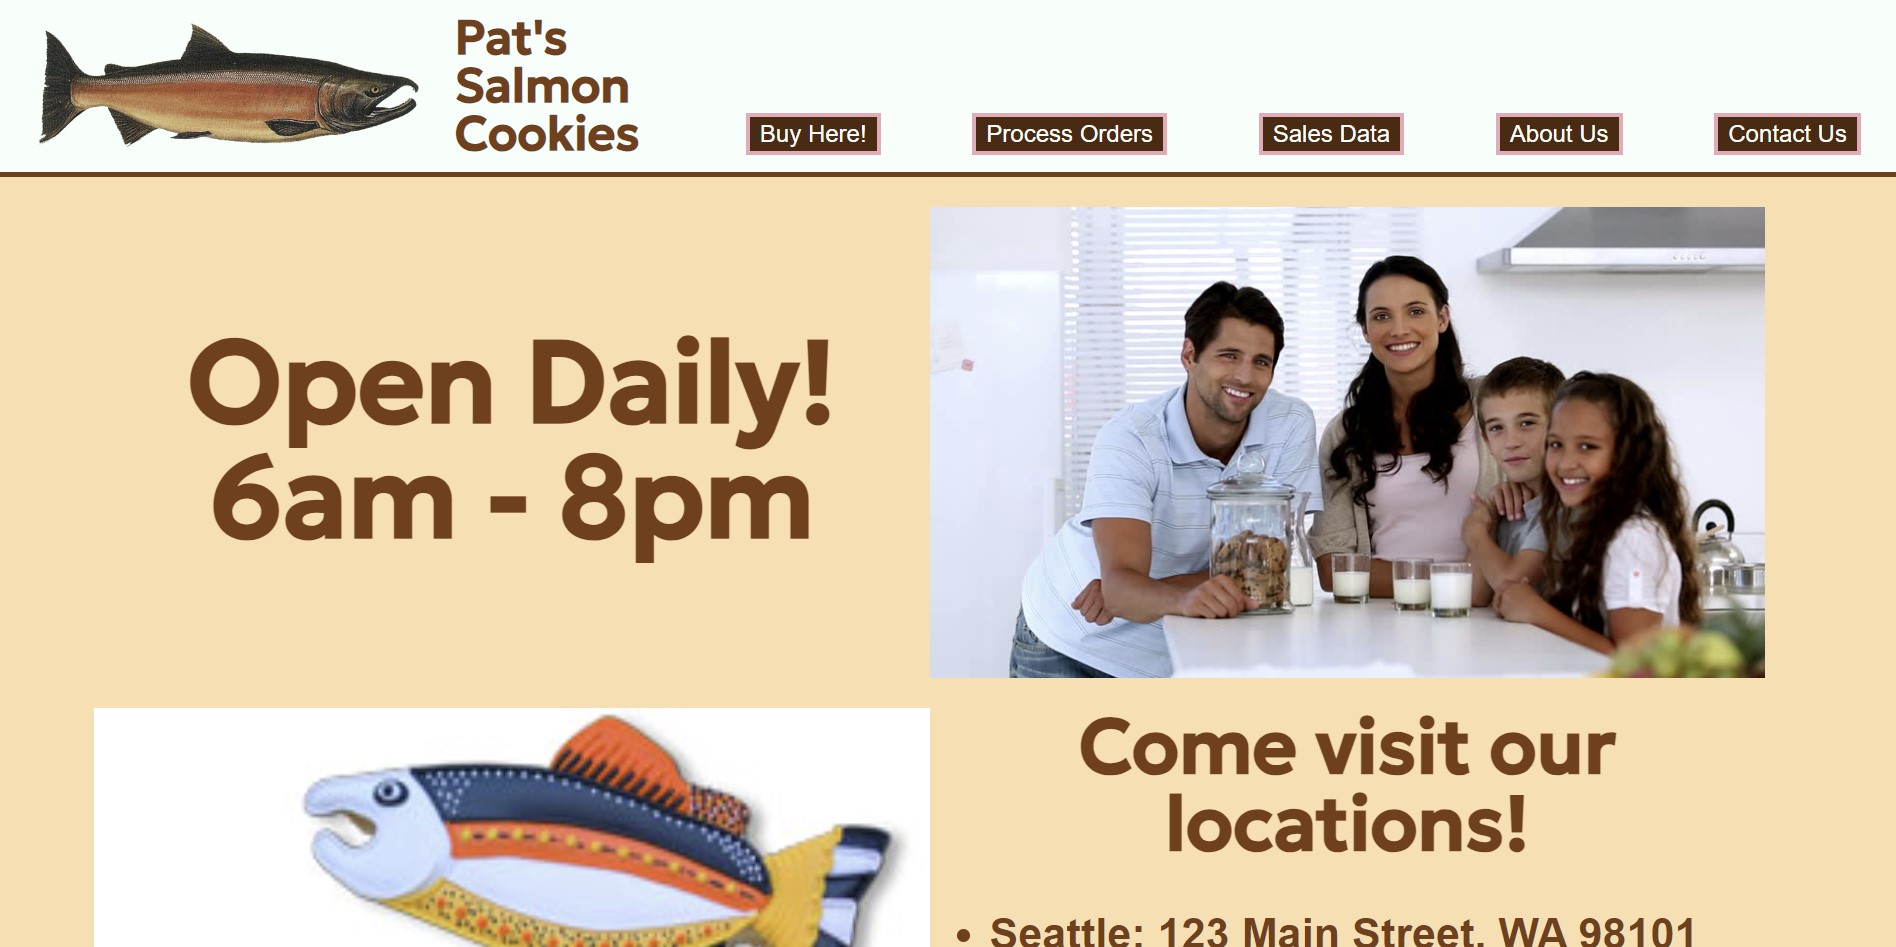 Pat's
Salmon
Cookies
Buy Here!
Process Orders
Sales Data
About Us
Contact Us
Open Daily!
6am - 8pm
Come visit our
locations!
• Seattle: 123 Main Street, WA 98101